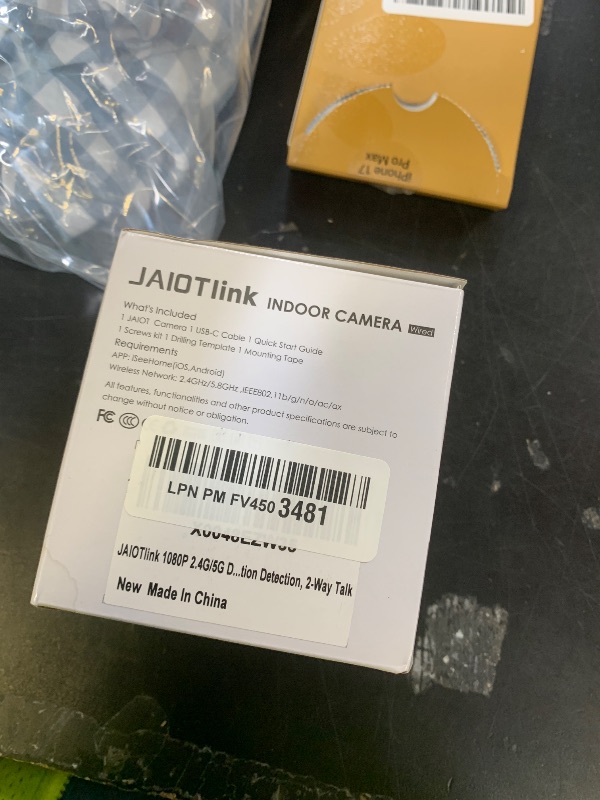 iPhone 17
Pro Max
JAIOTlink INDOOR CAMERA Wired
What's Included
1 JAIOT Camera 1 USB-C Cable 1 Quick Start Guide
1 Screws kit 1 Drilling Template 1 Mounting Tape
Requirements
APP: iSeeHome(iOS,Android)
Wireless Network: 2.4GHz/5.8GHz ,IEEE802.11b/g/n/a/ac/ax
All features, functionalities and other product specifications are subject to
change without notice or obligation.
FC CCC
LPN PM FV450 3481
JAIOTlink 1080P 2.4G/5G D...tion Detection, 2-Way Talk
New Made In China